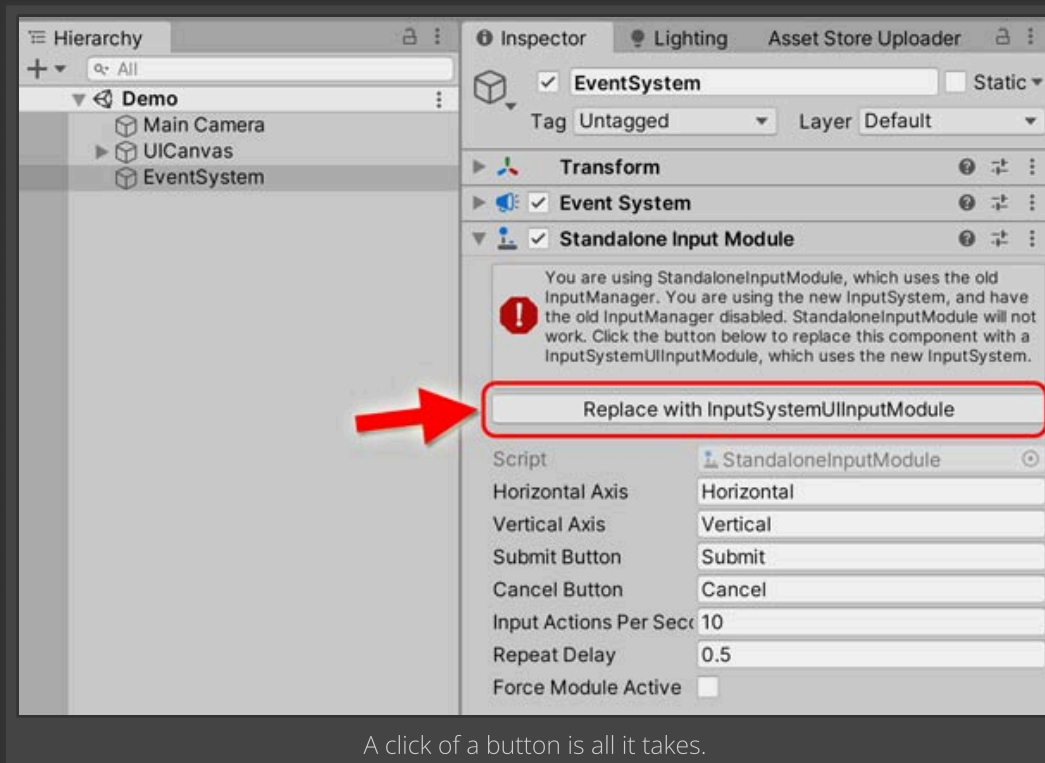 Hierarchy
All
Demo
Main Camera
UICanvas
EventSystem
Inspector Lighting Asset Store Uploader
EventSystem Static
Tag Untagged Layer Default
Transform
Event System
Standalone Input Module
You are using StandaloneInputModule, which uses the old
InputManager. You are using the new InputSystem, and have
the old InputManager disabled. StandaloneInputModule will not
work. Click the button below to replace this component with a
InputSystemUIInputModule, which uses the new InputSystem.
Replace with InputSystemUIInputModule
Script StandaloneInputModule
Horizontal Axis Horizontal
Vertical Axis Vertical
Submit Button Submit
Cancel Button Cancel
Input Actions Per Sec 10
Repeat Delay 0.5
Force Module Active
A click of a button is all it takes.